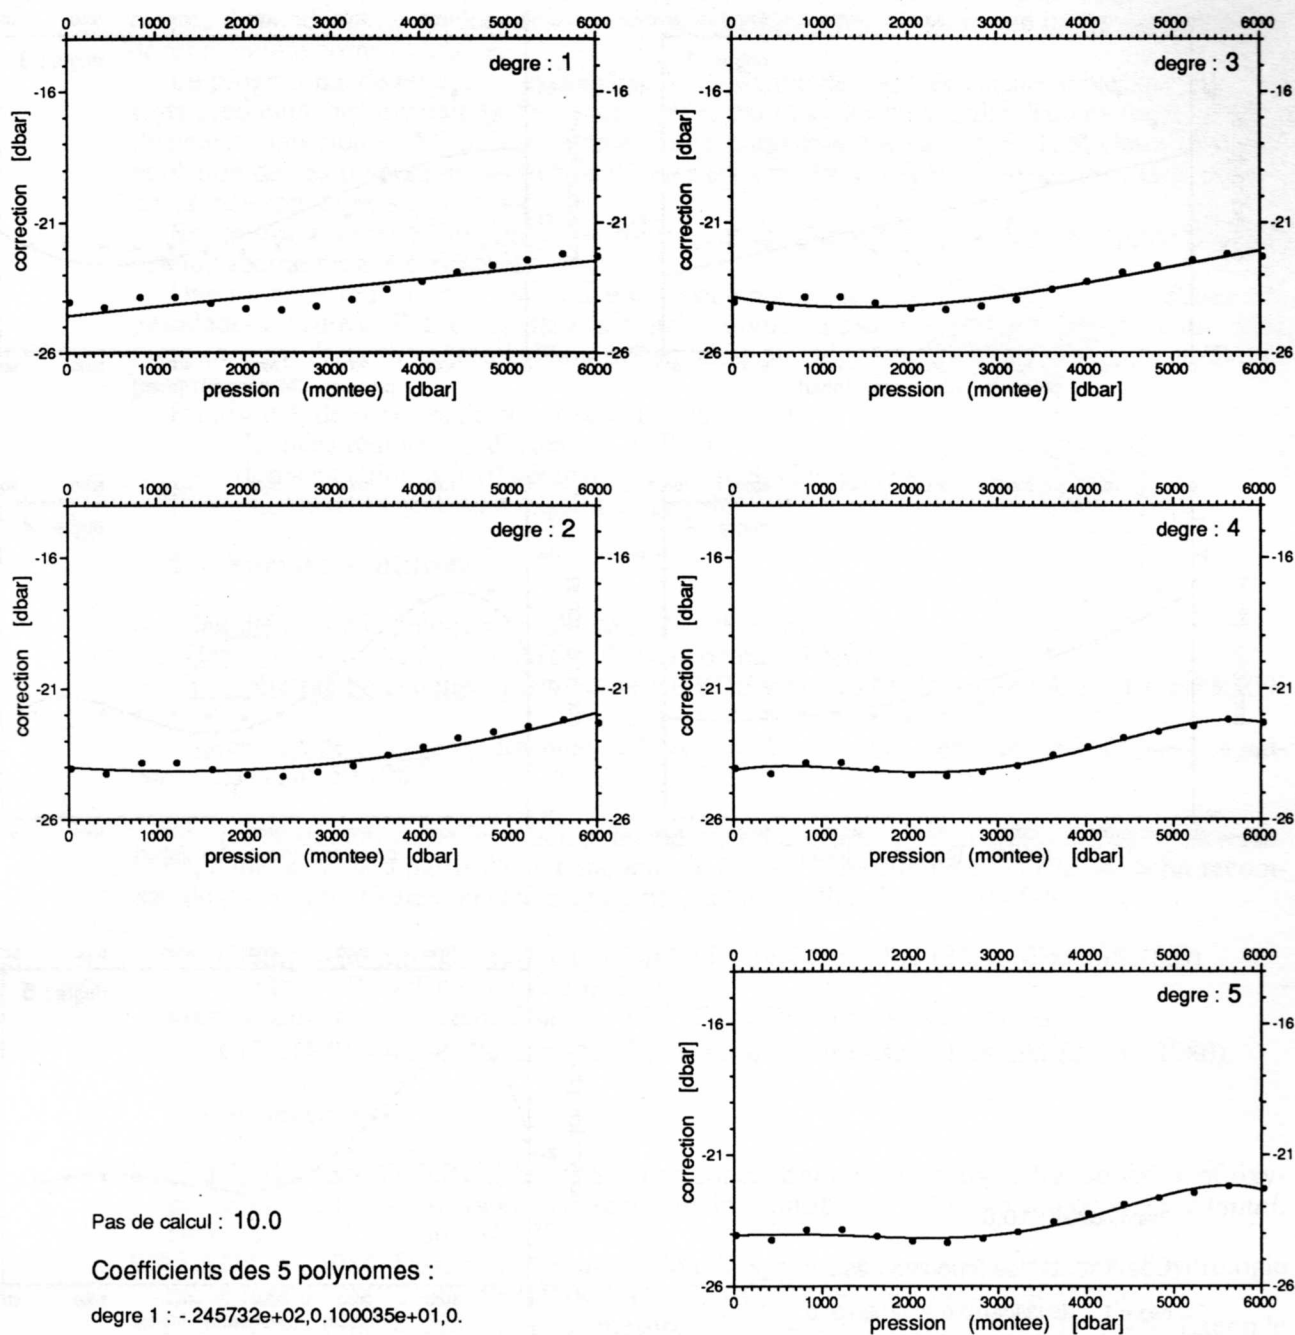 0 1000 2000 3000 4000 5000 6000
degre : 1
-16 -16
-21 -21
-26 -26
correction [dbar]
0 1000 2000 3000 4000 5000 6000
pression (montee) [dbar]
0 1000 2000 3000 4000 5000 6000
degre : 3
-16 -16
-21 -21
-26 -26
correction [dbar]
0 1000 2000 3000 4000 5000 6000
pression (montee) [dbar]
0 1000 2000 3000 4000 5000 6000
degre : 2
-16 -16
-21 -21
-26 -26
correction [dbar]
0 1000 2000 3000 4000 5000 6000
pression (montee) [dbar]
0 1000 2000 3000 4000 5000 6000
degre : 4
-16 -16
-21 -21
-26 -26
correction [dbar]
0 1000 2000 3000 4000 5000 6000
pression (montee) [dbar]
0 1000 2000 3000 4000 5000 6000
degre : 5
-16 -16
-21 -21
-26 -26
correction [dbar]
0 1000 2000 3000 4000 5000 6000
pression (montee) [dbar]
Pas de calcul : 10.0
Coefficients des 5 polynomes :
degre 1 : -.245732e+02,0.100035e+01,0.